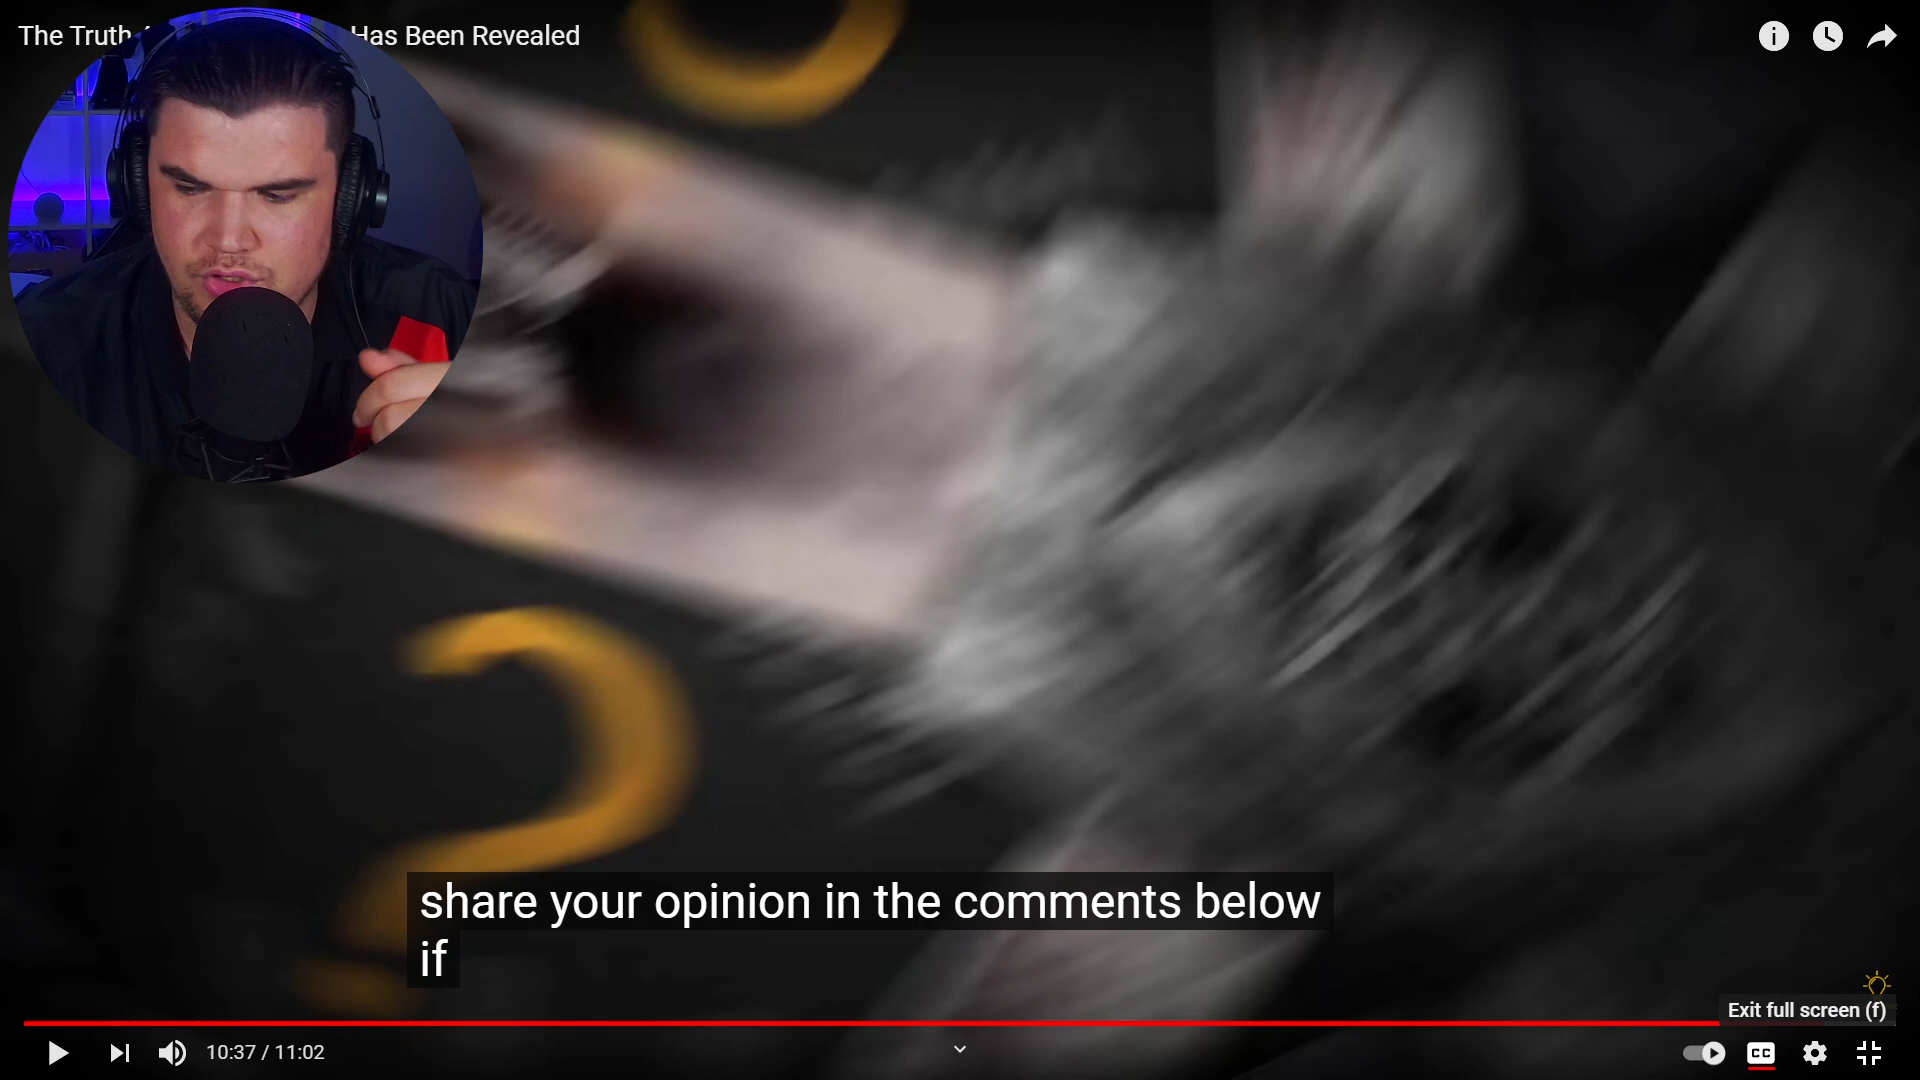 The Truth
Has Been Revealed
?
share your opinion in the comments below
if
Exit full screen (f)
10:37 / 11:02
CC